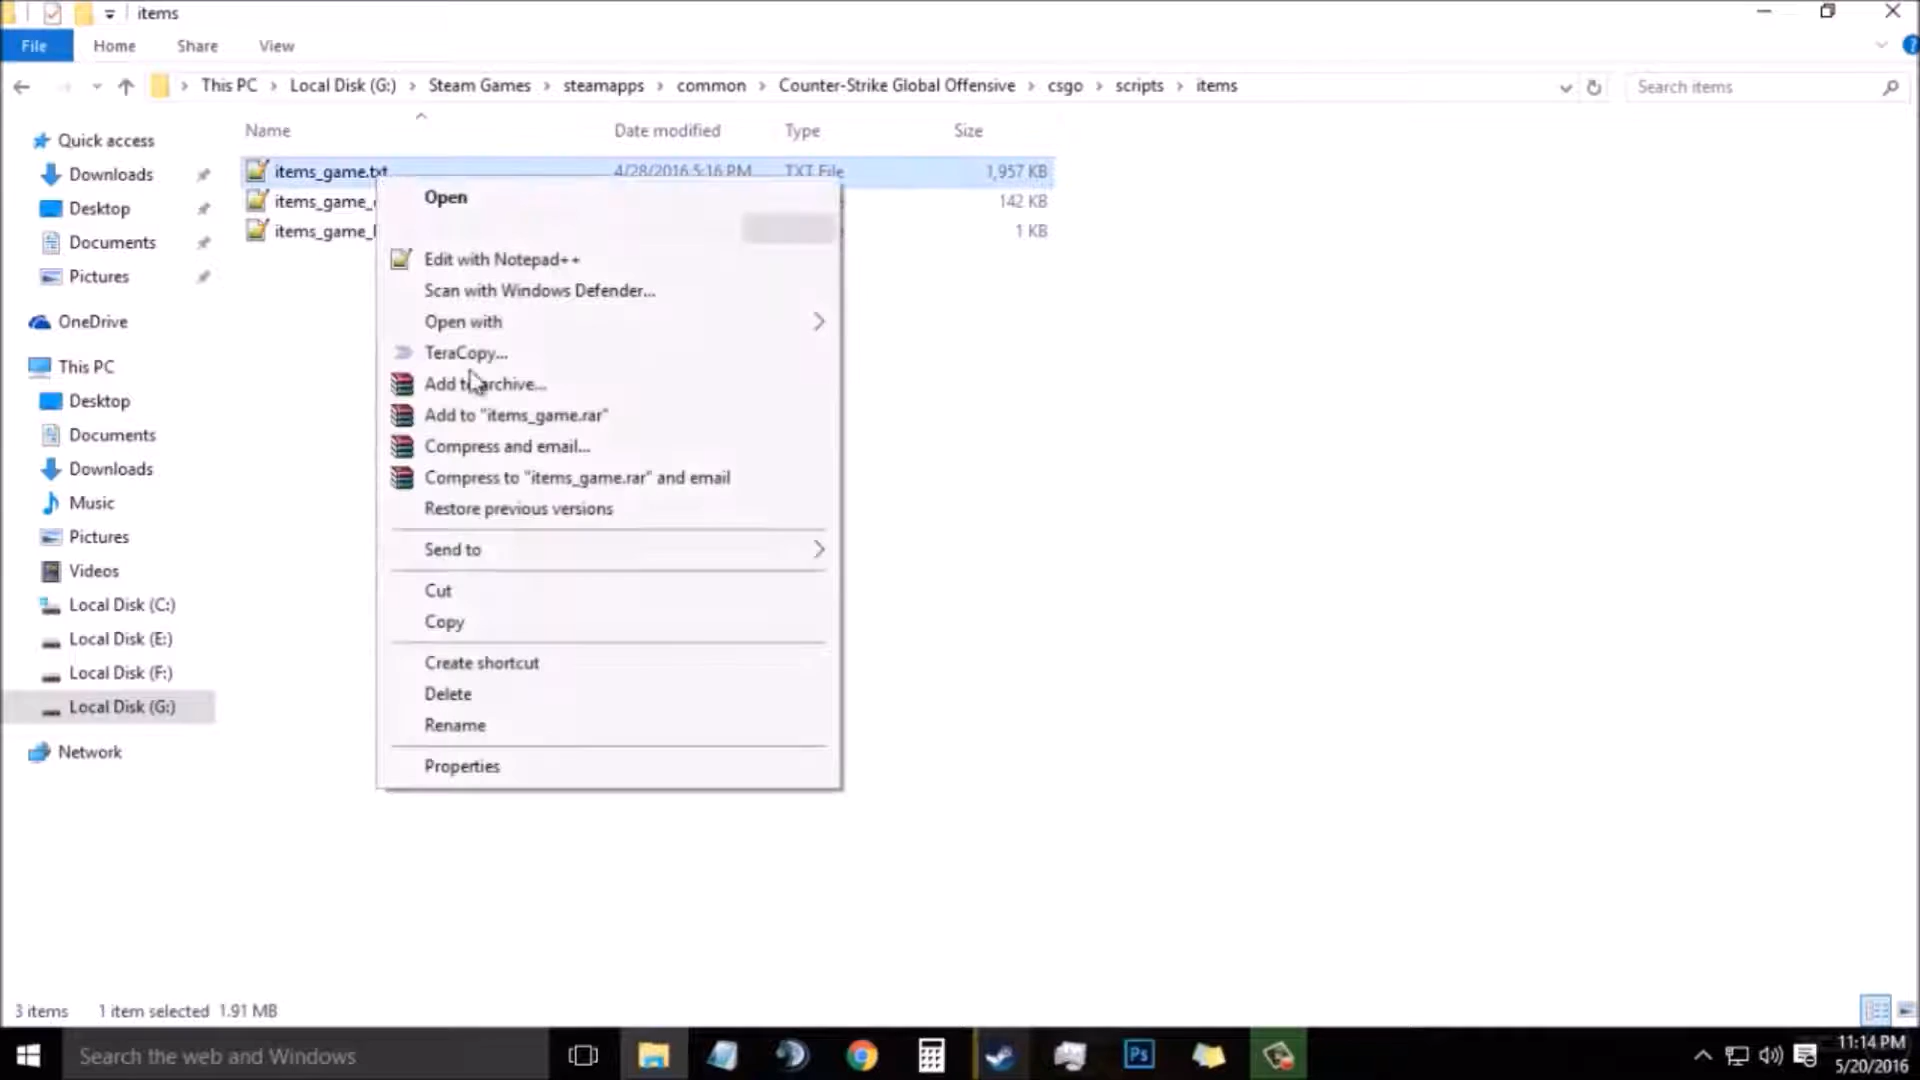 items
File Home Share View
This PC Local Disk (G:) Steam Games steamapps common Counter-Strike Global Offensive csgo scripts items
Search items
Name Date modified Type Size
Quick access
Downloads
Desktop
Documents
Pictures
OneDrive
This PC
Desktop
Documents
Downloads
Music
Pictures
Videos
Local Disk (C:)
Local Disk (E:)
Local Disk (F:)
Local Disk (G:)
Network
items_game.txt 4/28/2016 5:16 PM TXT File 1,957 KB
items_game_ 142 KB
items_game_ 1 KB
Open
Edit with Notepad++
Scan with Windows Defender...
Open with
TeraCopy...
Add to archive...
Add to "items_game.rar"
Compress and email...
Compress to "items_game.rar" and email
Restore previous versions
Send to
Cut
Copy
Create shortcut
Delete
Rename
Properties
3 items 1 item selected 1.91 MB
Search the web and Windows
Ps
11:14 PM
5/20/2016